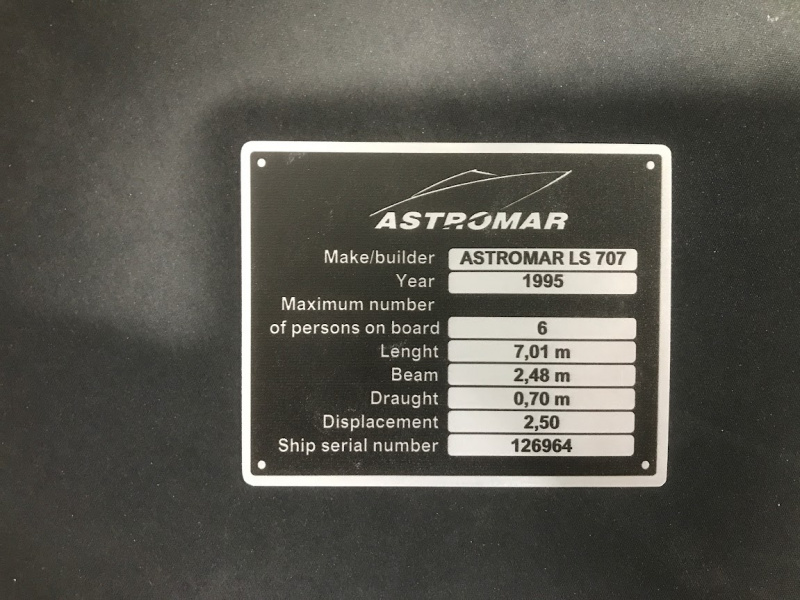 ASTROMAR
Make/builder ASTROMAR LS 707
Year 1995
Maximum number
of persons on board 6
Lenght 7,01 m
Beam 2,48 m
Draught 0,70 m
Displacement 2,50
Ship serial number 126964